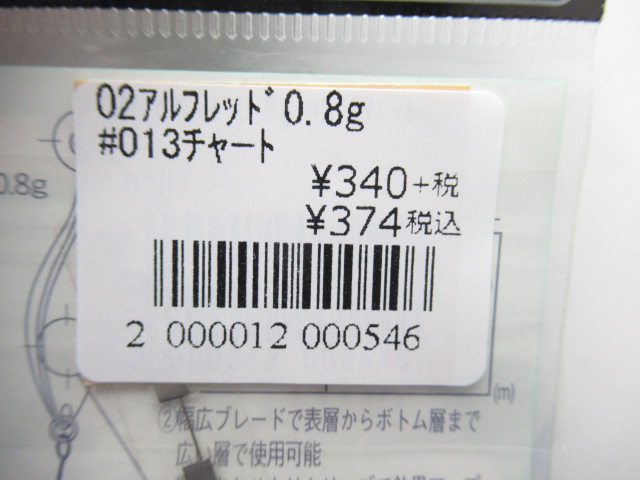 02ｱﾙﾌﾚｯﾄﾞ0.8g
#013チャート
¥340+税
¥374税込
2 000012 000546
0.8g
(m)
②幅広ブレードで表層からボトム層まで
広い層で使用可能